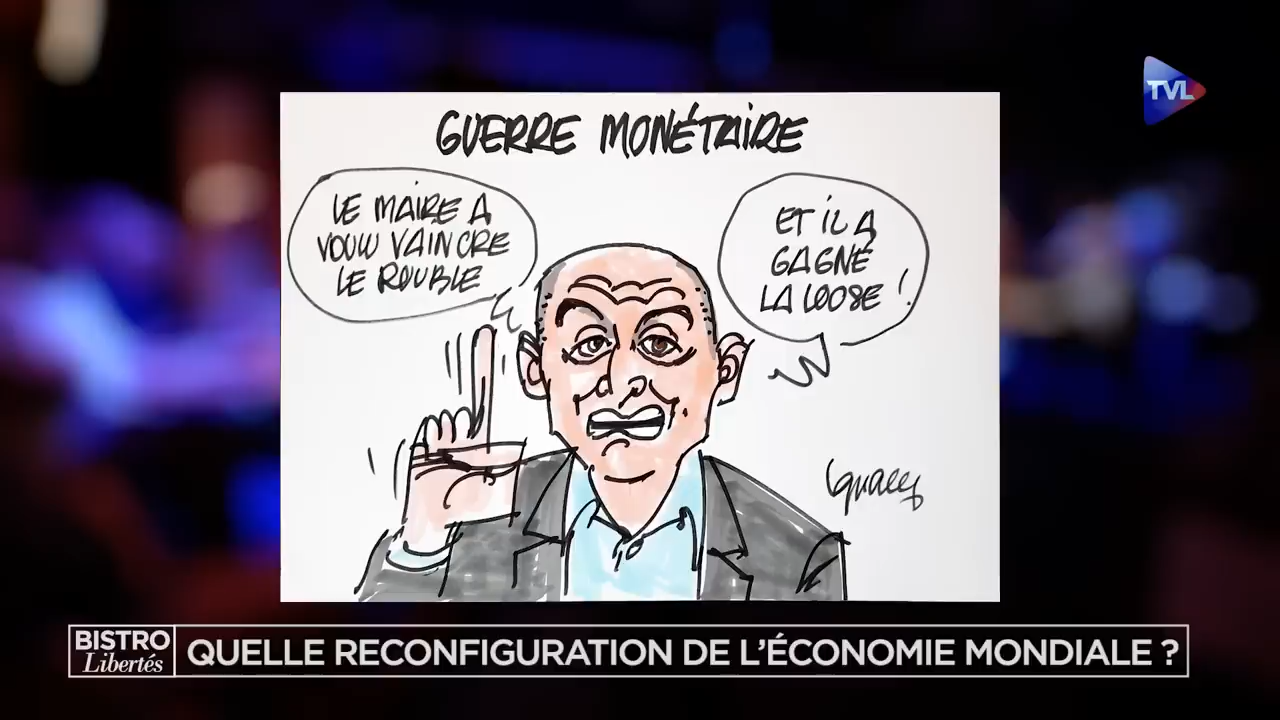 TVL
GUERRE MONÉTAIRE
LE MAIRE A
VOULU VAINCRE
LE ROUBLE
ET IL A
GAGNÉ
LA LOOSE !
Ignace
BISTRO
Libertés
QUELLE RECONFIGURATION DE L'ÉCONOMIE MONDIALE ?